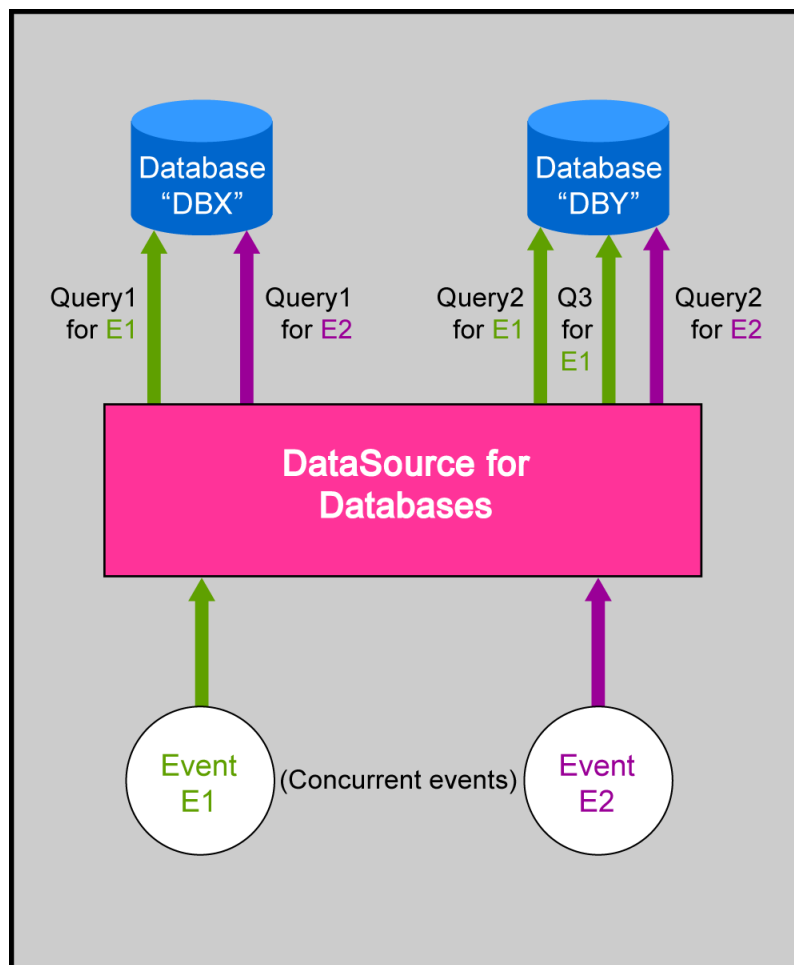 Database
“DBX”
Database
“DBY”
Query1
for E1
Query1
for E2
Query2
for E1
Q3
for
E1
Query2
for E2
DataSource for
Databases
Event
E1
(Concurrent events)
Event
E2